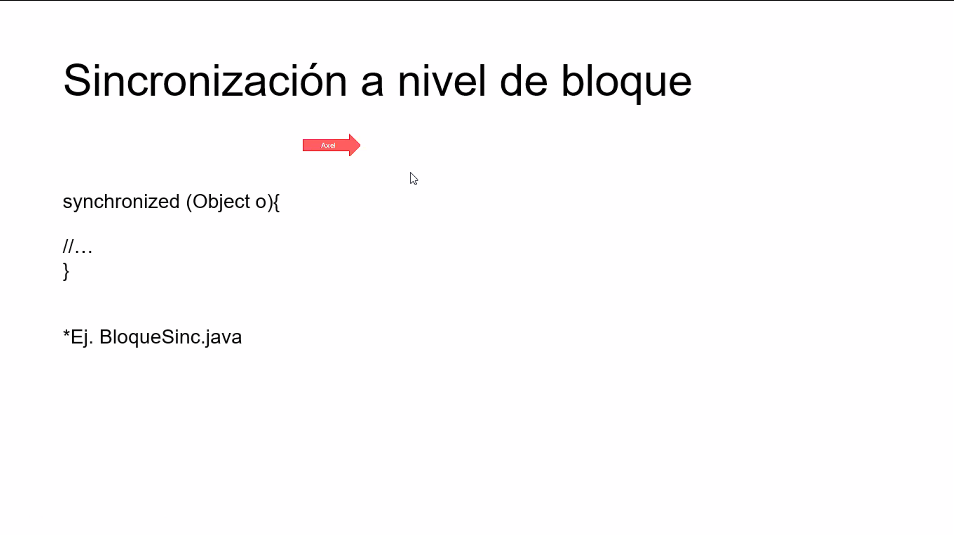 Sincronización a nivel de bloque
Axel
synchronized (Object o){
//…
}
*Ej. BloqueSinc.java